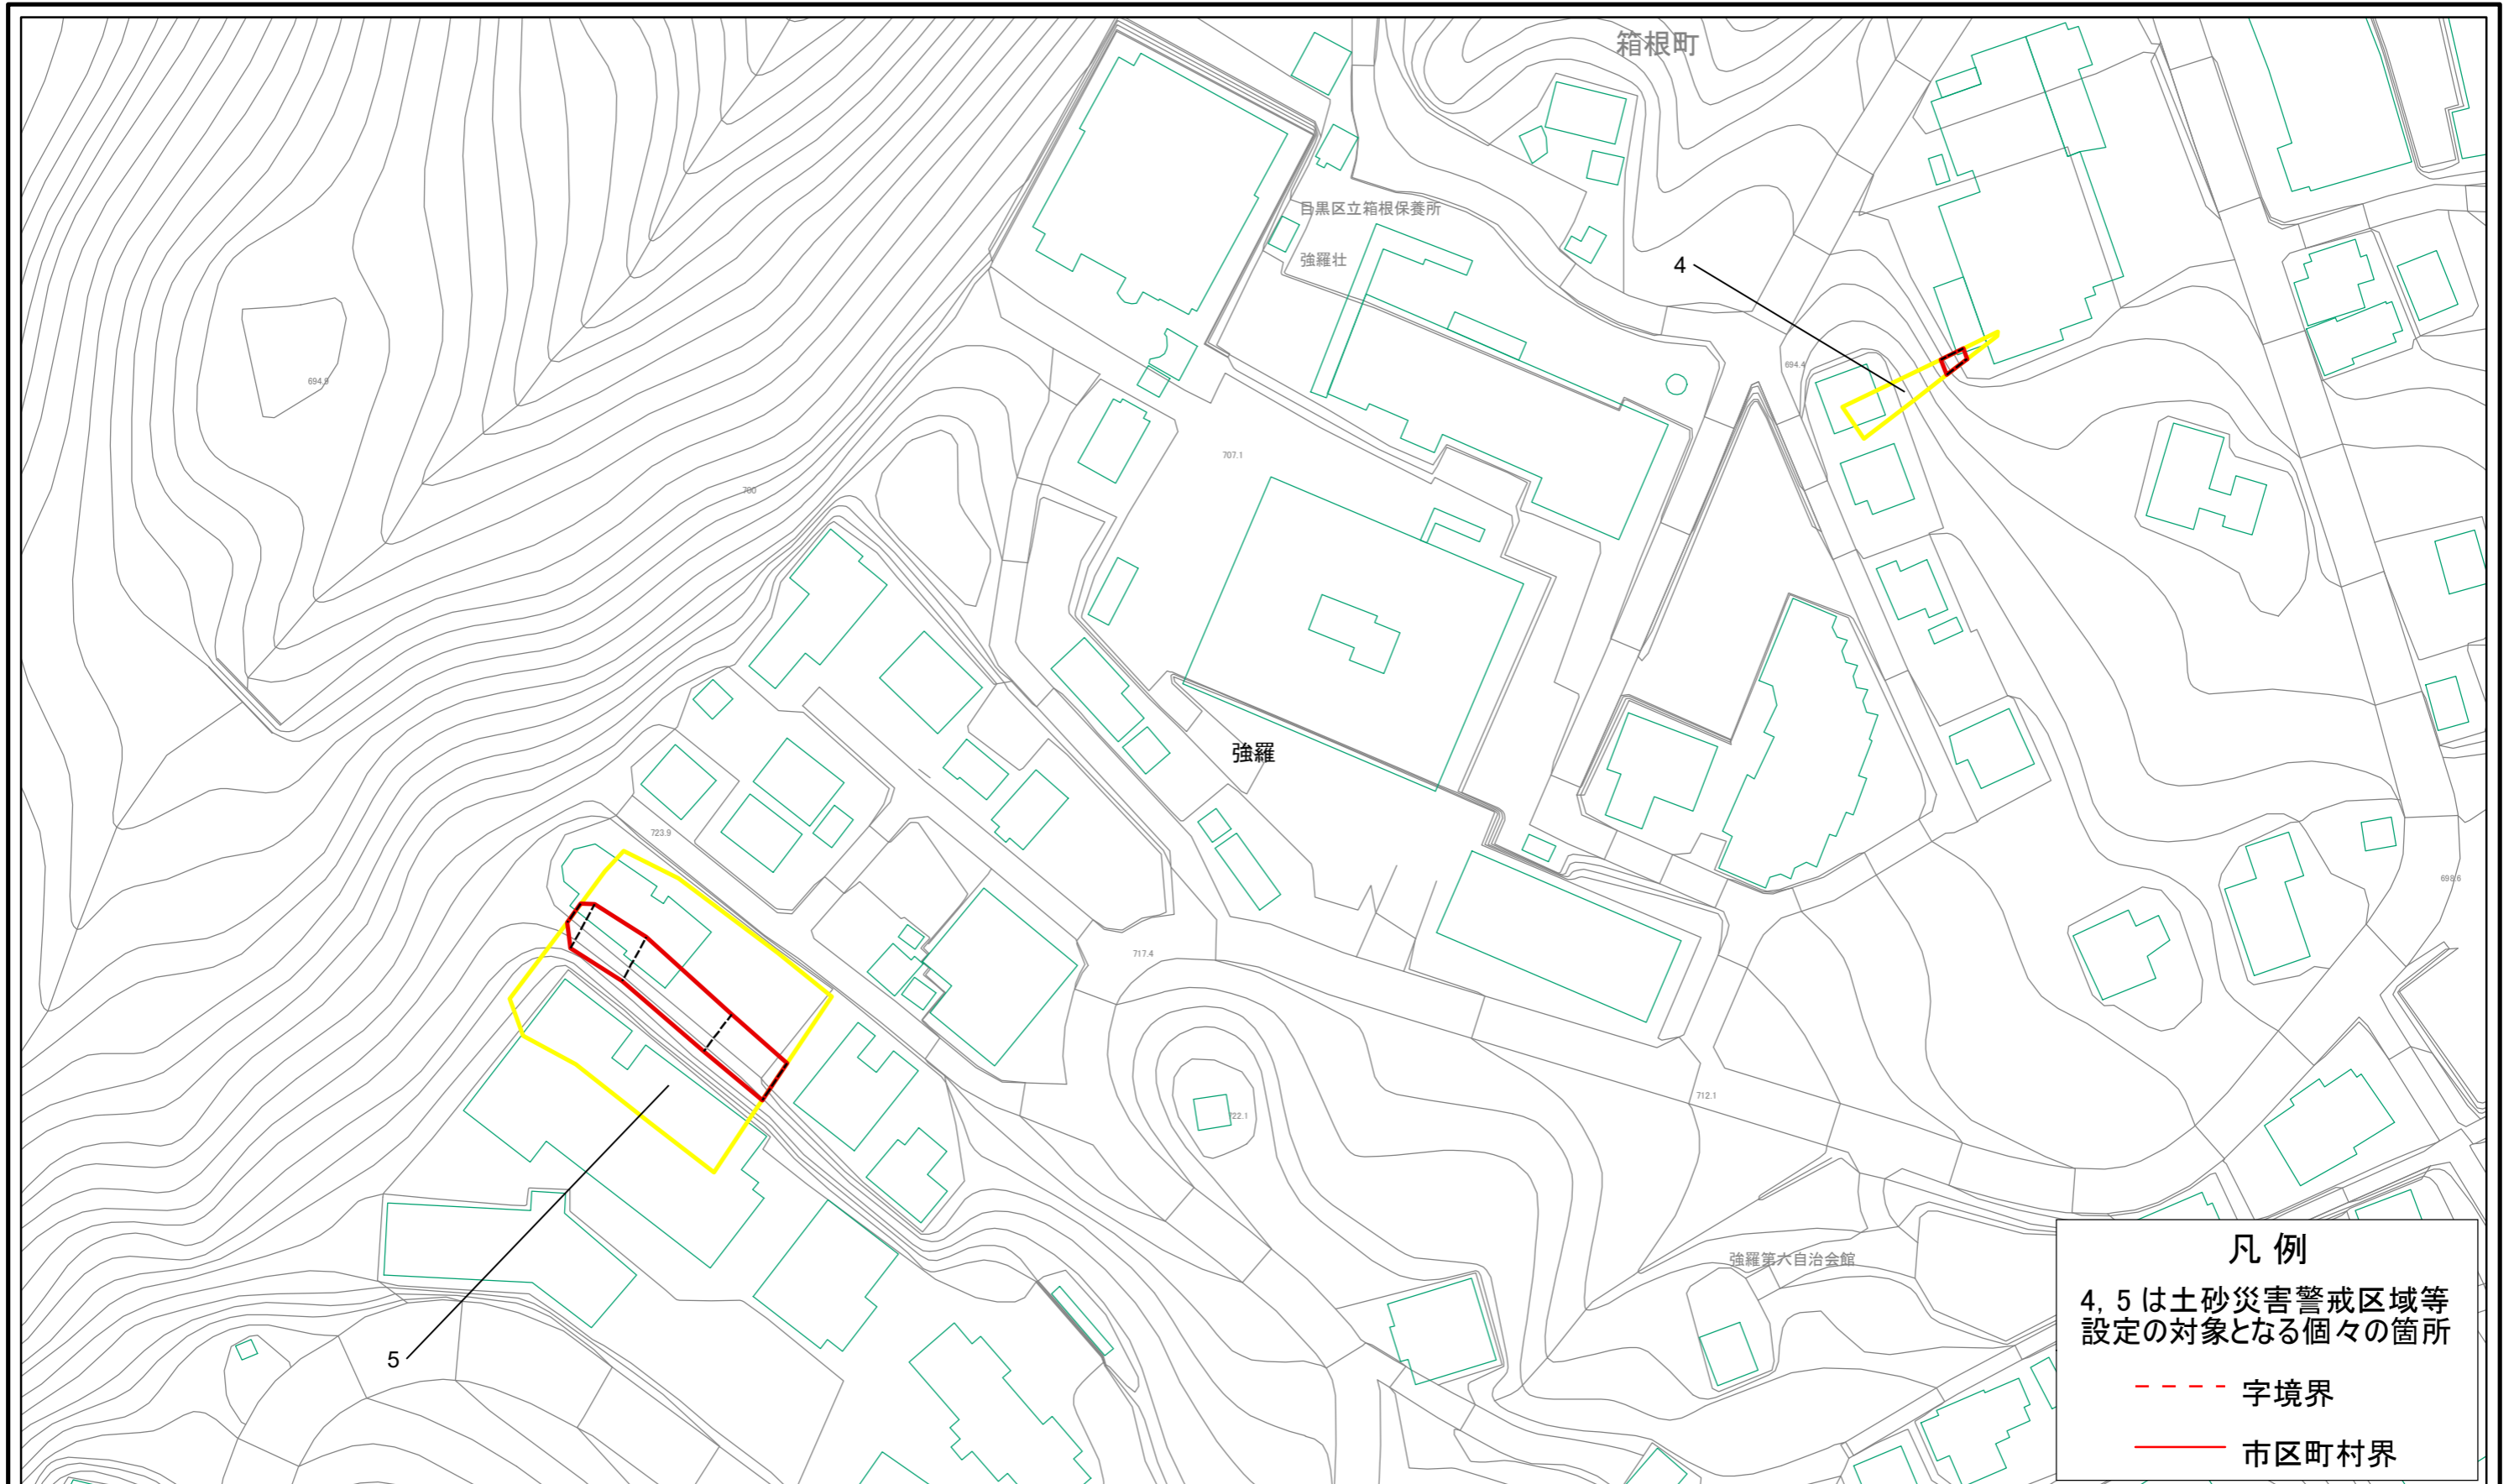 箱根町
目黒区立箱根保養所
強羅荘
4
694.9
694.4
707.1
700
強羅
723.9
698.6
717.4
722.1
712.1
強羅第六自治会館
5
凡 例
4, 5 は土砂災害警戒区域等
設定の対象となる個々の箇所
字境界
市区町村界